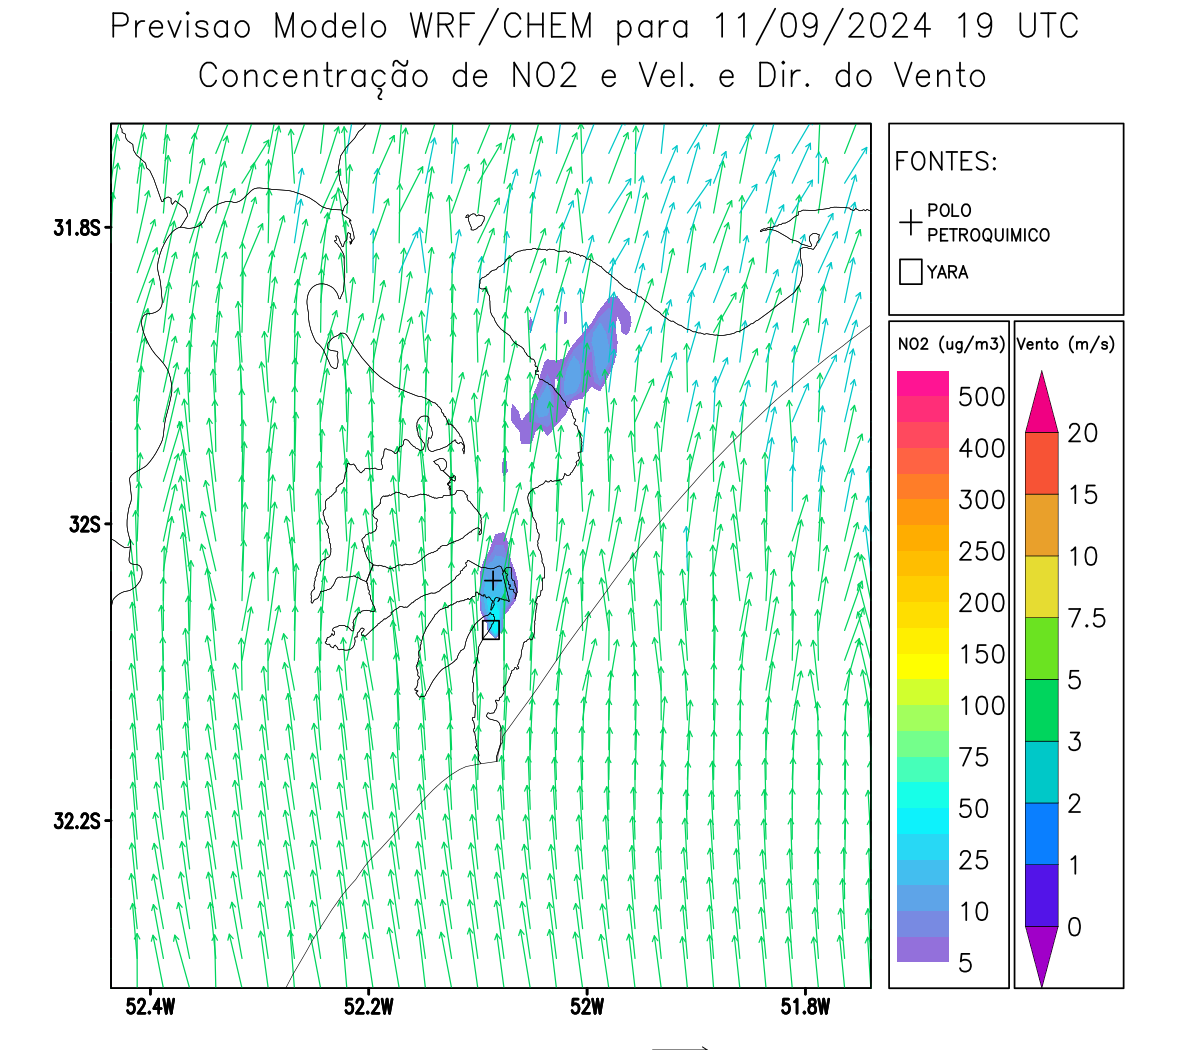 Previsao Modelo WRF/CHEM para 11/09/2024 19 UTC
Concentração de NO2 e Vel. e Dir. do Vento
FONTES:
POLO
PETROQUIMICO
YARA
31.8S
32S
32.2S
52.4W
52.2W
52W
51.8W
NO2 (ug/m3)
500
400
300
250
200
150
100
75
50
25
10
5
Vento (m/s)
20
15
10
7.5
5
3
2
1
0